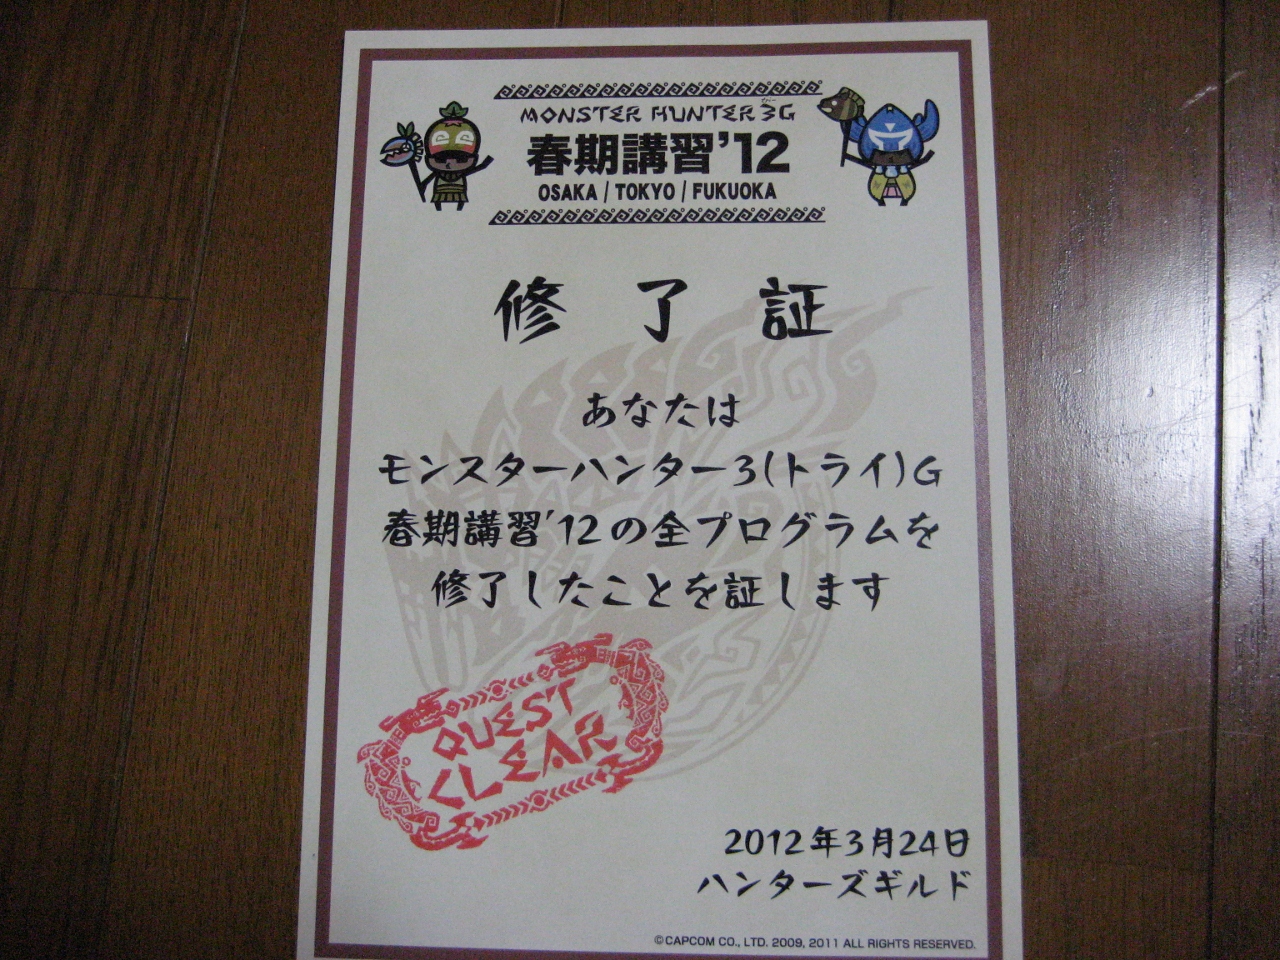 MONSTER HUNTER 3G
春期講習'12
OSAKA / TOKYO / FUKUOKA
修了証
あなたは
モンスターハンター3(トライ)G
春期講習'12の全プログラムを
修了したことを証します
QUEST
CLEAR
2012年3月24日
ハンターズギルド
©CAPCOM CO., LTD. 2009, 2011 ALL RIGHTS RESERVED.